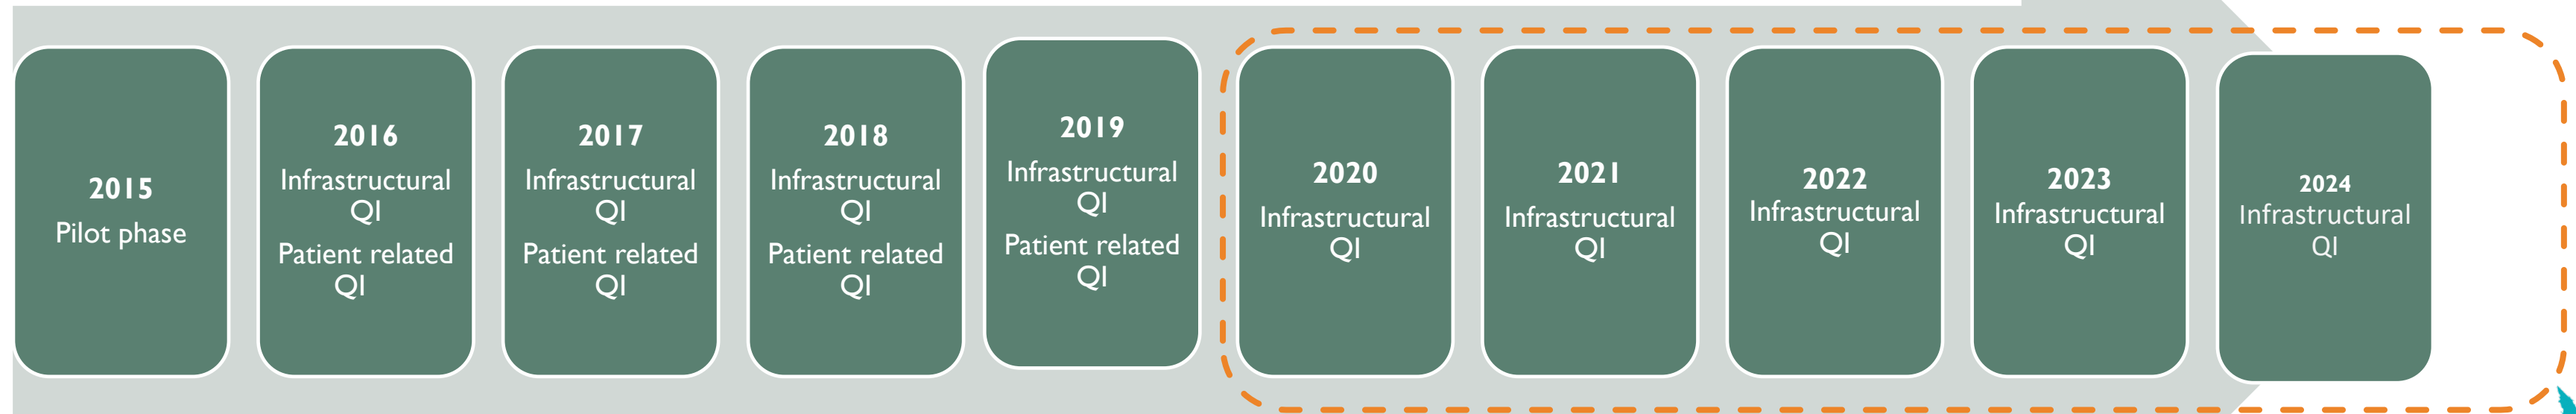 2015
Pilot phase
2016
Infrastructural
QI
Patient related
QI
2017
Infrastructural
QI
Patient related
QI
2018
Infrastructural
QI
Patient related
QI
2019
Infrastructural
QI
Patient related
QI
2020
Infrastructural
QI
2021
Infrastructural
QI
2022
Infrastructural
QI
2023
Infrastructural
QI
2024
Infrastructural
QI